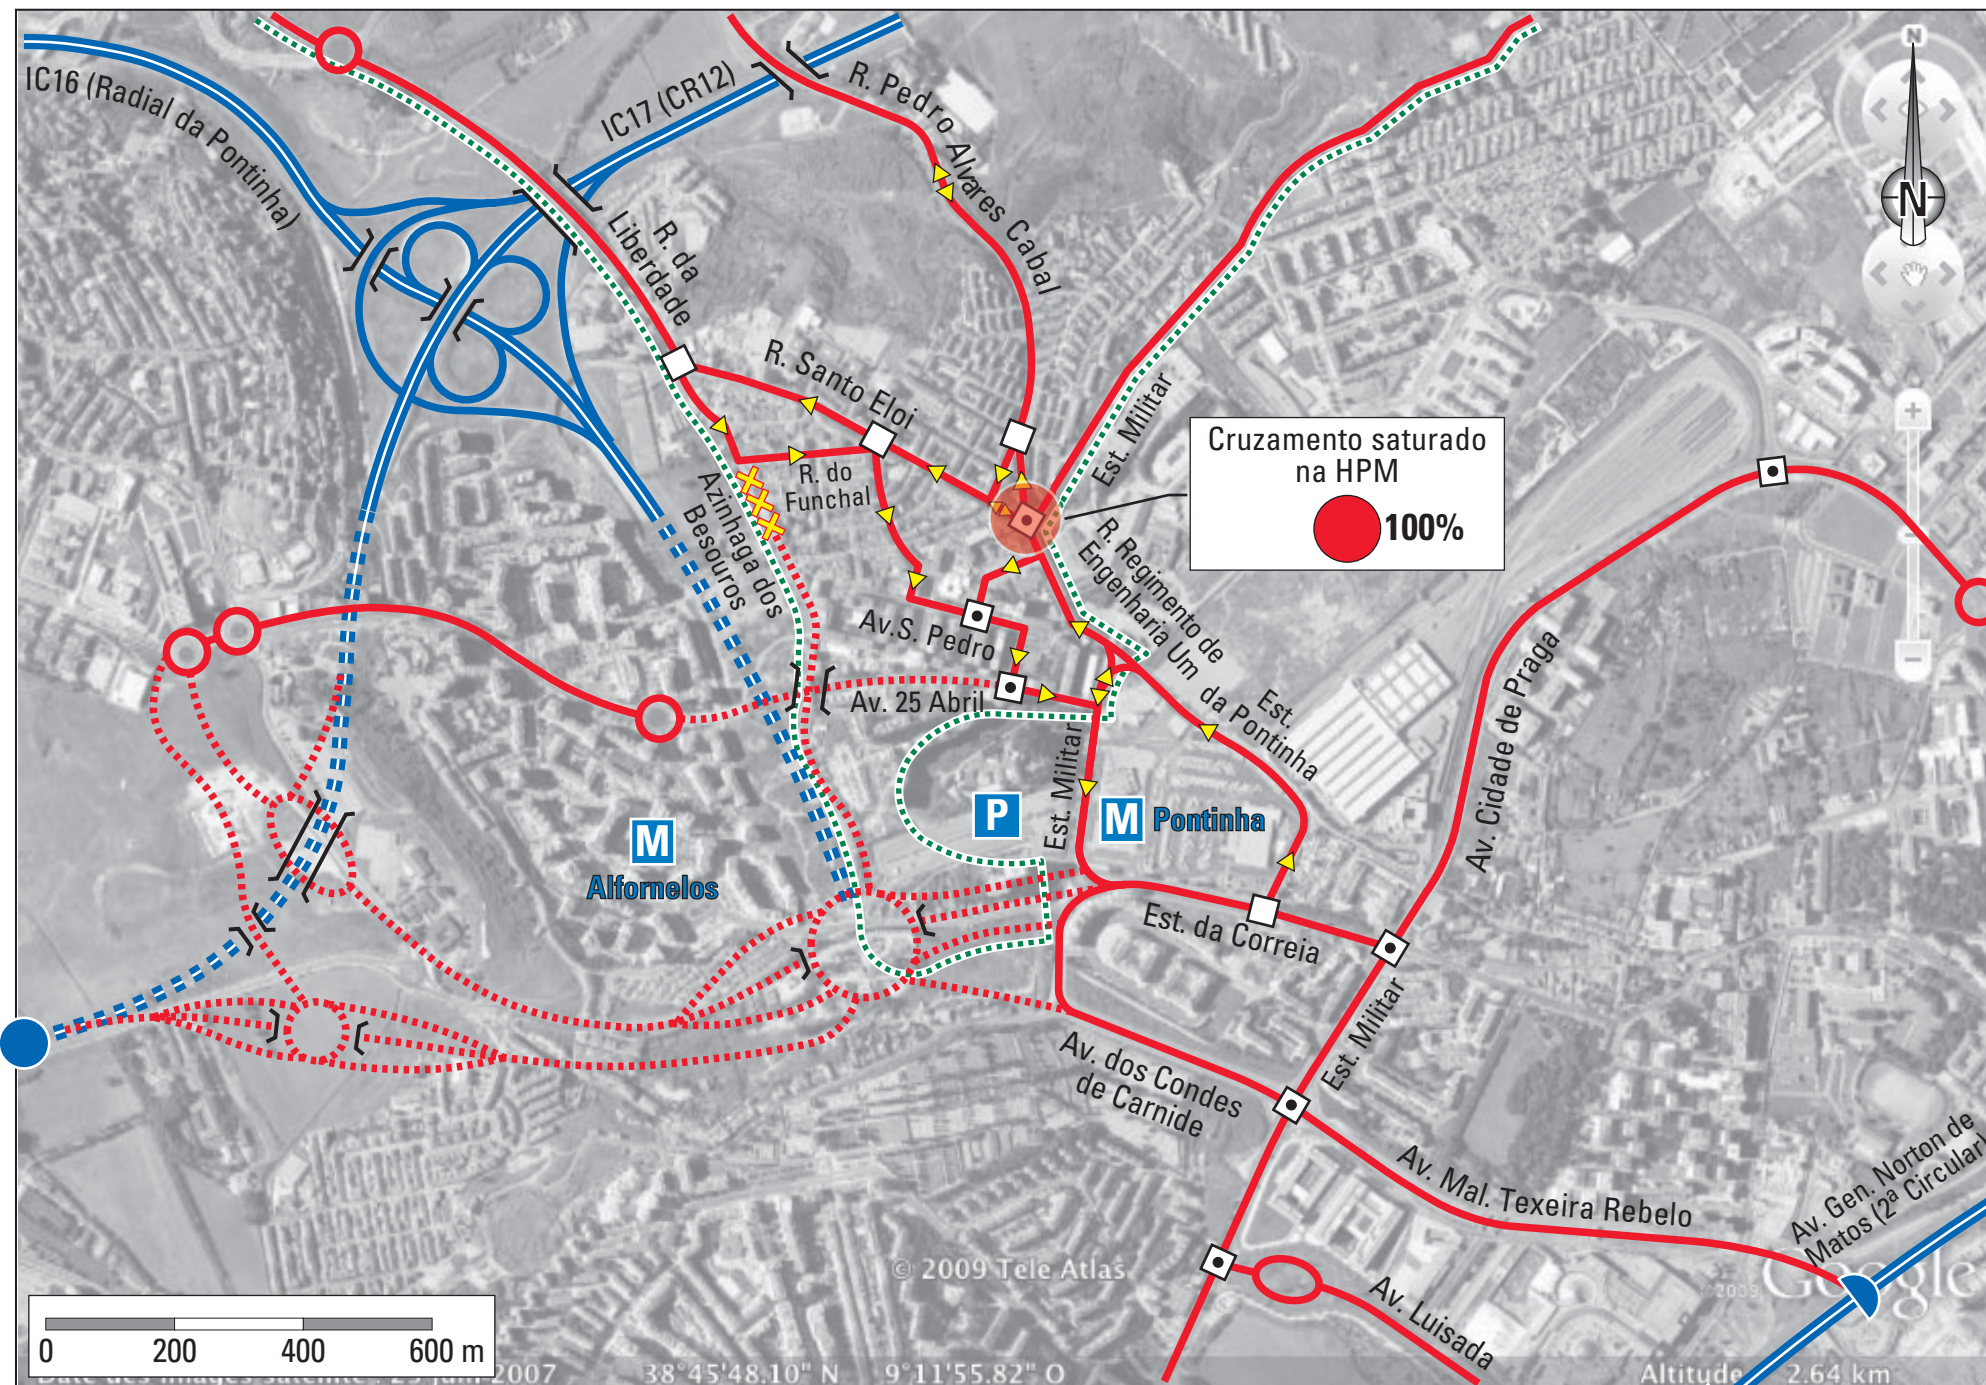 IC16 (Radial da Pontinha)
IC17 (CR12)
R. Pedro Alvares Cabal
N
N
R. da
Liberdade
R. Santo Eloi
Est. Militar
Cruzamento saturado
na HPM
100%
R. do
Funchal
Azinhaga dos
Besouros
R. Regimento de
Engenharia Um
Av.S. Pedro
Av. 25 Abril
Est.
da Pontinha
Est. Militar
Av. Cidade de Praga
P
M Pontinha
M
Alfornelos
Est. da Correia
Est. Militar
Av. dos Condes
de Carnide
Av. Mal. Texeira Rebelo
Av. Gen. Norton de
Matos (2ª Circular)
Av. Luisada
© 2009 Tele Atlas
©2009 Google
0 200 400 600 m
2007
38°45'48.10" N 9°11'55.82" O
Altitude 2.64 km